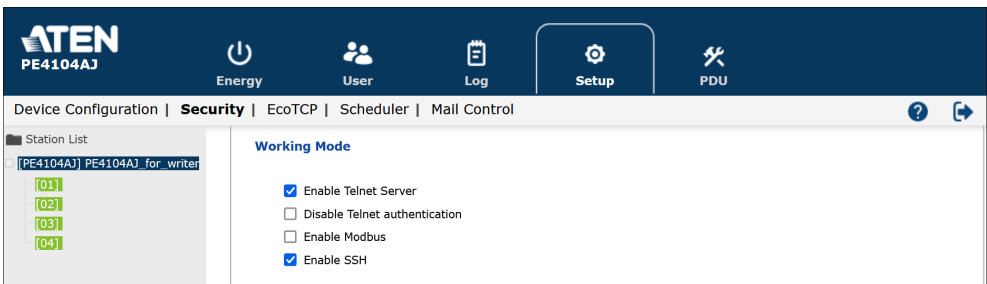 ATEN
PE4104AJ
Energy
User
Log
Setup
PDU
Device Configuration | Security | EcoTCP | Scheduler | Mail Control
?
Station List
[PE4104AJ] PE4104AJ_for_writer
[01]
[02]
[03]
[04]
Working Mode
Enable Telnet Server
Disable Telnet authentication
Enable Modbus
Enable SSH